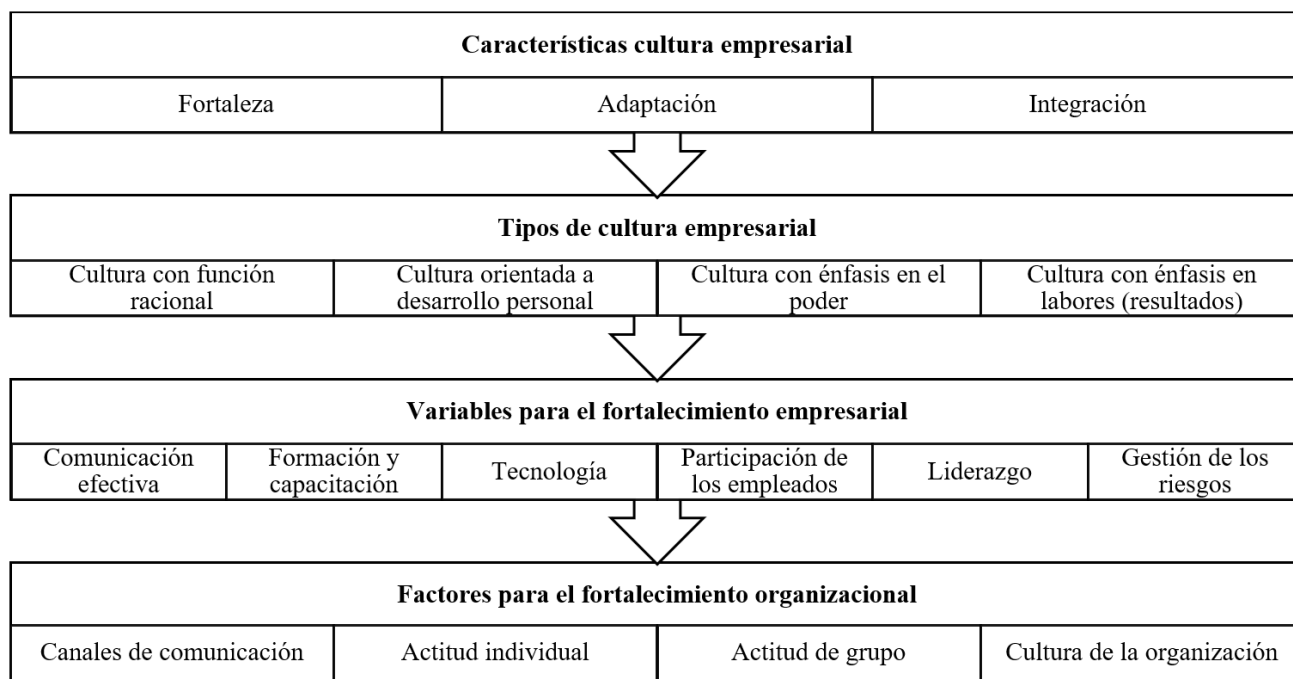 Características cultura empresarial
Fortaleza
Adaptación
Integración
Tipos de cultura empresarial
Cultura con función
racional
Cultura orientada a
desarrollo personal
Cultura con énfasis en el
poder
Cultura con énfasis en
labores (resultados)
Variables para el fortalecimiento empresarial
Comunicación
efectiva
Formación y
capacitación
Tecnología
Participación de
los empleados
Liderazgo
Gestión de los
riesgos
Factores para el fortalecimiento organizacional
Canales de comunicación
Actitud individual
Actitud de grupo
Cultura de la organización